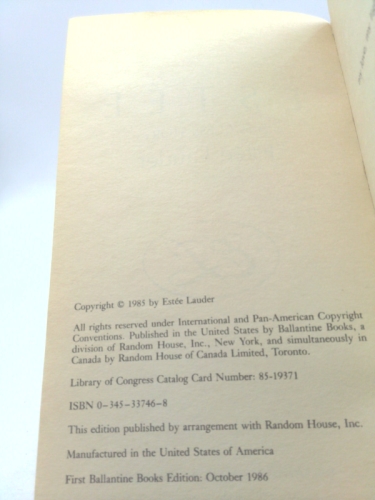 Copyright © 1985 by Estée Lauder
All rights reserved under International and Pan-American Copyright
Conventions. Published in the United States by Ballantine Books, a
division of Random House, Inc., New York, and simultaneously in
Canada by Random House of Canada Limited, Toronto.
Library of Congress Catalog Card Number: 85-19371
ISBN 0-345-33746-8
This edition published by arrangement with Random House, Inc.
Manufactured in the United States of America
First Ballantine Books Edition: October 1986